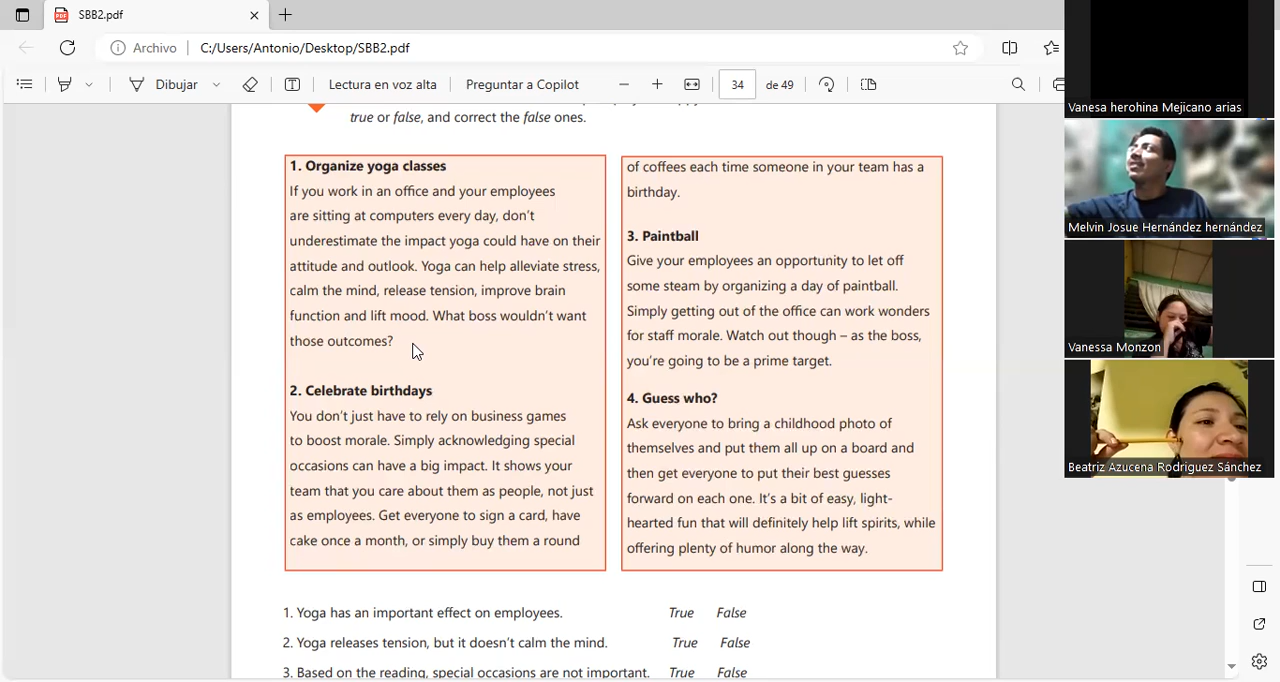 SBB2.pdf
Archivo
C:/Users/Antonio/Desktop/SBB2.pdf
Dibujar
Lectura en voz alta
Preguntar a Copilot
34
de 49
true or false, and correct the false ones.
1. Organize yoga classes
If you work in an office and your employees
are sitting at computers every day, don't
underestimate the impact yoga could have on their
attitude and outlook. Yoga can help alleviate stress,
calm the mind, release tension, improve brain
function and lift mood. What boss wouldn't want
those outcomes?
2. Celebrate birthdays
You don't just have to rely on business games
to boost morale. Simply acknowledging special
occasions can have a big impact. It shows your
team that you care about them as people, not just
as employees. Get everyone to sign a card, have
cake once a month, or simply buy them a round
of coffees each time someone in your team has a
birthday.
3. Paintball
Give your employees an opportunity to let off
some steam by organizing a day of paintball.
Simply getting out of the office can work wonders
for staff morale. Watch out though – as the boss,
you're going to be a prime target.
4. Guess who?
Ask everyone to bring a childhood photo of
themselves and put them all up on a board and
then get everyone to put their best guesses
forward on each one. It's a bit of easy, light-
hearted fun that will definitely help lift spirits, while
offering plenty of humor along the way.
1. Yoga has an important effect on employees. True False
2. Yoga releases tension, but it doesn't calm the mind. True False
3. Based on the reading, special occasions are not important. True False
Vanesa herohina Mejicano arias
Melvin Josue Hernández hernández
Vanessa Monzon
Beatriz Azucena Rodriguez Sánchez